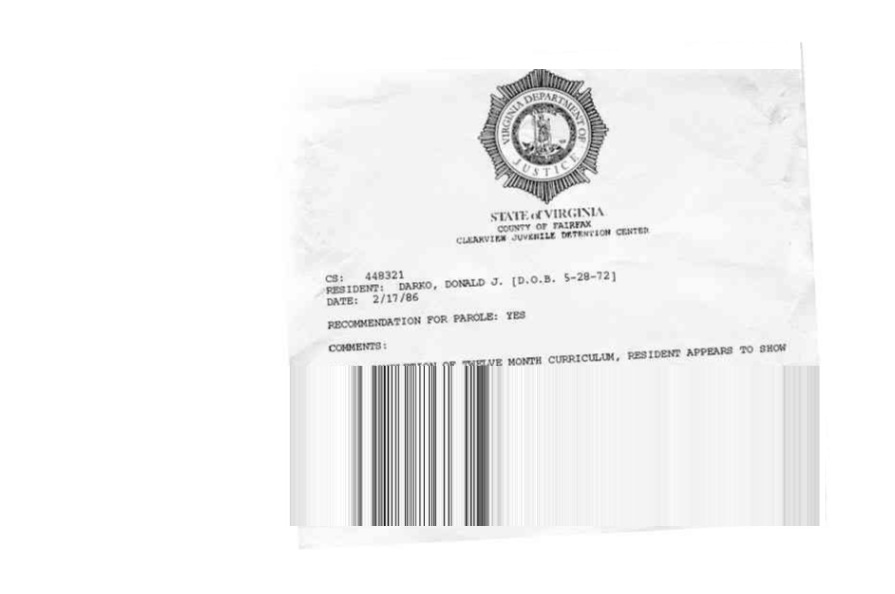 VIRGINIA DEPARTMENT OF
JUSTICE
STATE of VIRGINIA
COUNTY OF FAIRFAX
CLEARVIEW JUVENILE DETENTION CENTER
CS: 448321
RESIDENT: DARKO, DONALD J. [D.O.B. 5-28-72]
DATE: 2/17/86
RECOMMENDATION FOR PAROLE: YES
COMMENTS:
OF TWELVE MONTH CURRICULUM, RESIDENT APPEARS TO SHOW